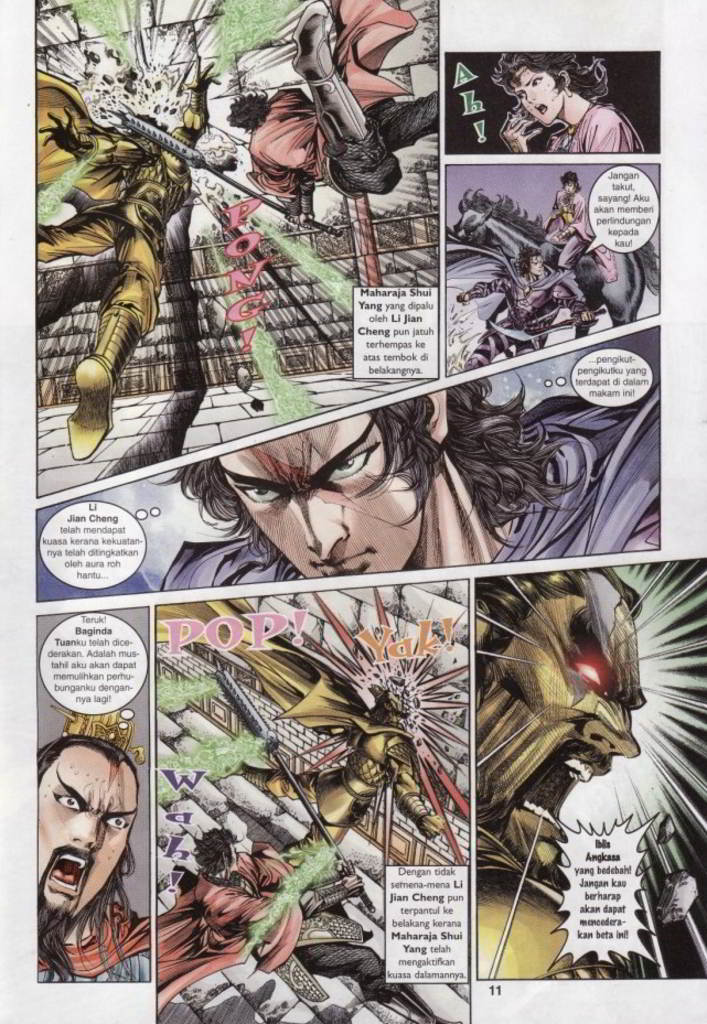 PONG!
Maharaja Shui
Yang yang dipalu
oleh Li Jian
Cheng pun jatuh
terhempas ke
atas tembok di
belakangnya.
Ah!
Jangan
takut,
sayang! Aku
akan memberi
perlindungan
kepada
kau!
Li
Jian Cheng
telah mendapat
kuasa kerana kekuatan-
nya telah ditingkatkan
oleh aura roh
hantu...
...pengikut-
pengikutku yang
terdapat di dalam
makam ini!
Teruk!
Baginda
Tuanku telah dice-
derakan. Adalah mus-
tahil aku akan dapat
memulihkan perhu-
bunganku dengan-
nya lagi!
POP!
Yak!
Wah!
Dengan tidak
semena-mena Li
Jian Cheng pun
terpantul ke
belakang kerana
Maharaja Shui
Yang telah
mengaktifkan
kuasa dalamannya.
Iblis
Angkasa
yang bedebah!
Jangan kau
berharap
akan dapat
mencedera-
kan beta ini!
11